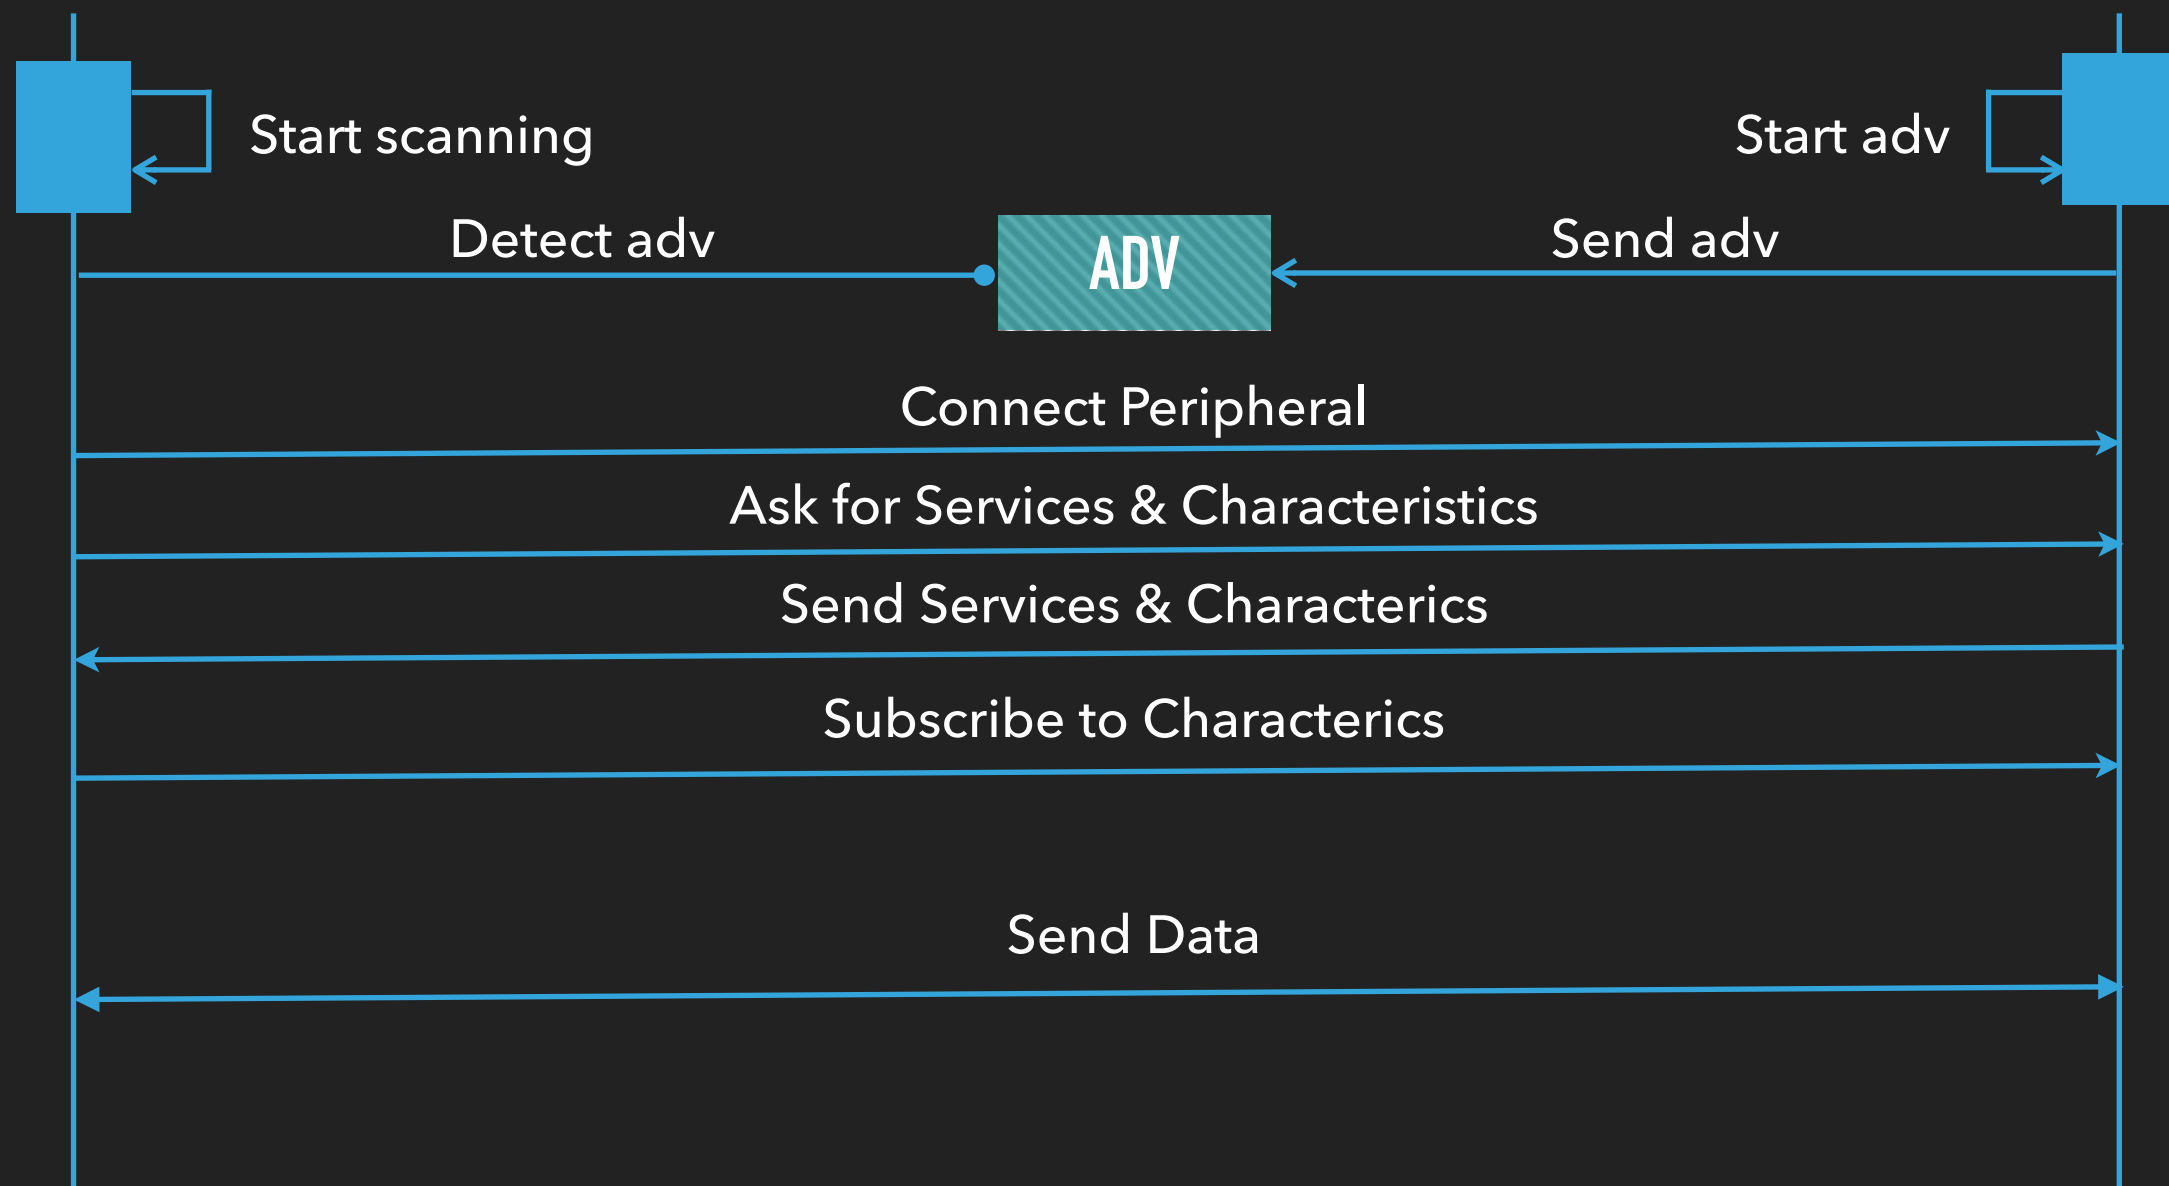 Start scanning
Start adv
Detect adv
ADV
Send adv
Connect Peripheral
Ask for Services & Characteristics
Send Services & Characterics
Subscribe to Characterics
Send Data